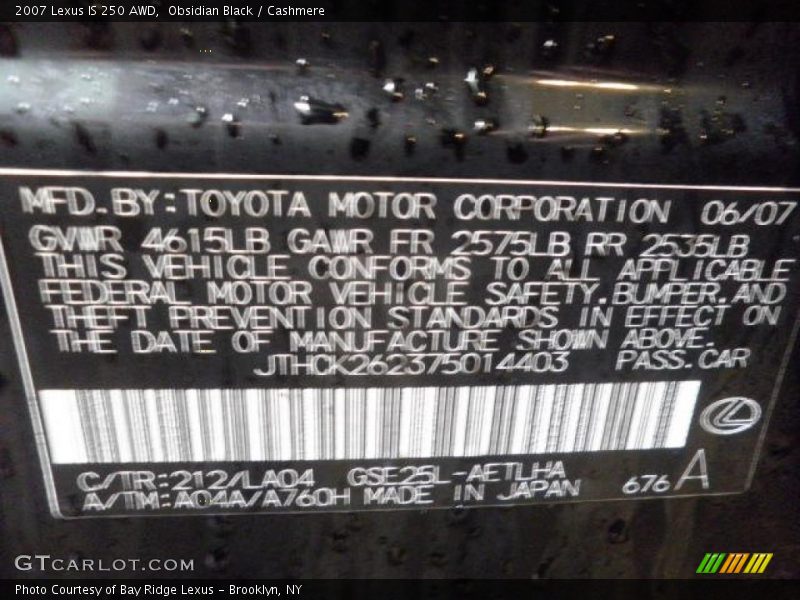 2007 Lexus IS 250 AWD,  Obsidian Black / Cashmere
MFD.BY:TOYOTA MOTOR CORPORATION 06/07
GVWR 4615LB GAWR FR 2575LB RR 2535LB
THIS VEHICLE CONFORMS TO ALL APPLICABLE
FEDERAL MOTOR VEHICLE SAFETY,BUMPER,AND
THEFT PREVENTION STANDARDS IN EFFECT ON
THE DATE OF MANUFACTURE SHOWN ABOVE.
JTHCK262375014403 PASS.CAR
C/TR:212/LA04 GSE25L-AETLHA
A/TM:A04A/A760H MADE IN JAPAN 676 A
GTCARLOT.COM
Photo Courtesy of Bay Ridge Lexus – Brooklyn, NY